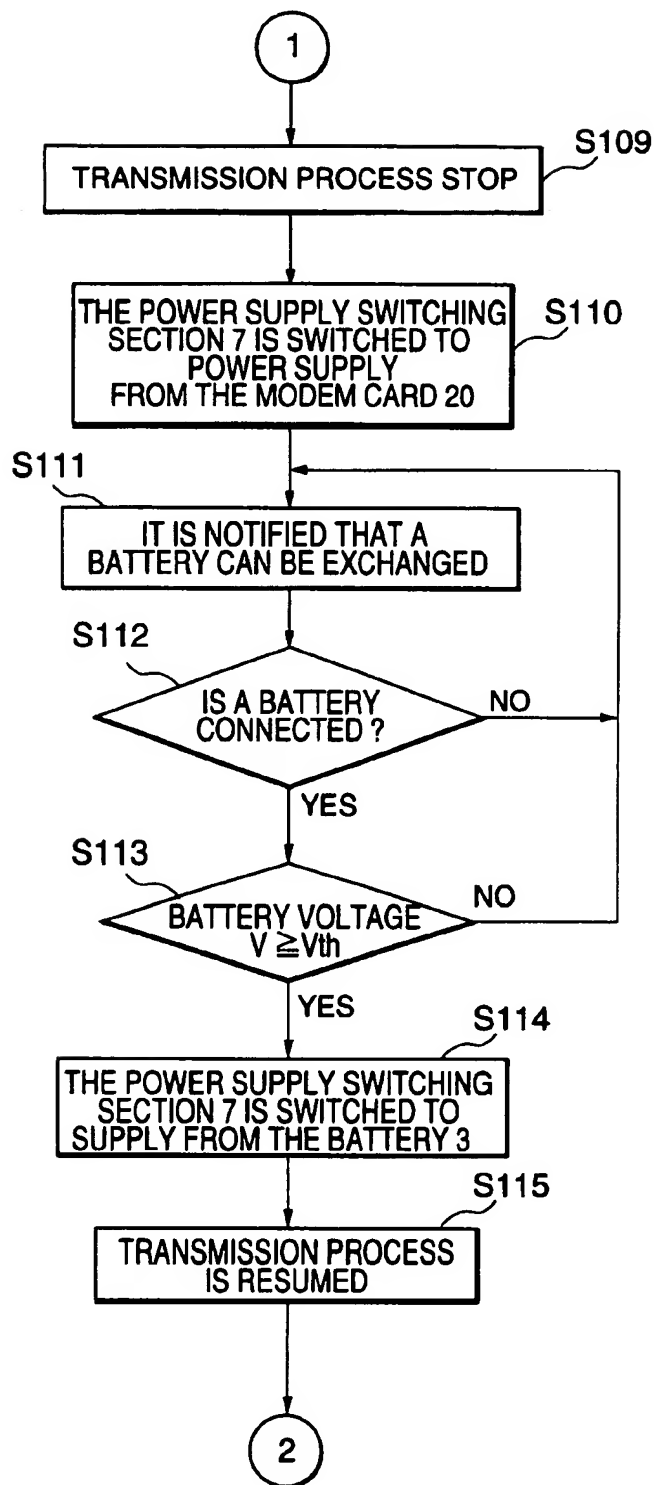 1
S109
TRANSMISSION PROCESS STOP
S110
THE POWER SUPPLY SWITCHING
SECTION 7 IS SWITCHED TO
POWER SUPPLY
FROM THE MODEM CARD 20
S111
IT IS NOTIFIED THAT A
BATTERY CAN BE EXCHANGED
S112
IS A BATTERY
CONNECTED ?
NO
YES
S113
BATTERY VOLTAGE
V ≧ Vth
NO
YES
S114
THE POWER SUPPLY SWITCHING
SECTION 7 IS SWITCHED TO
SUPPLY FROM THE BATTERY 3
S115
TRANSMISSION PROCESS
IS RESUMED
2